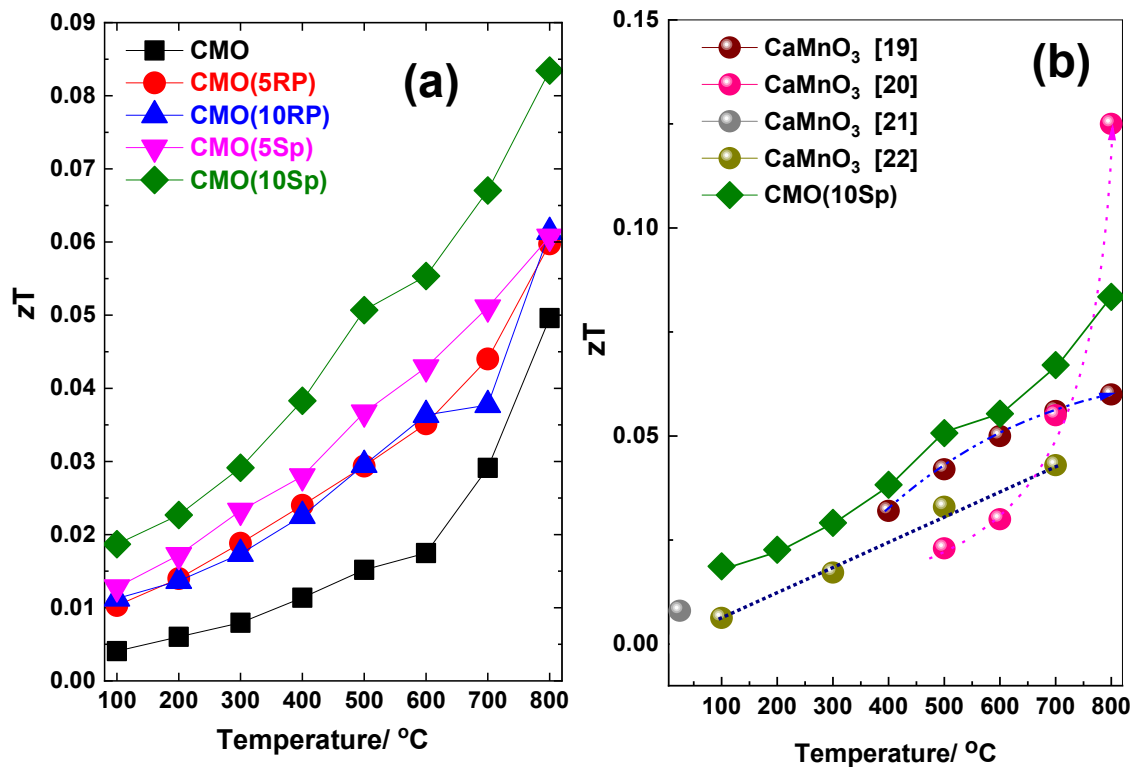 0.09
0.08
0.07
0.06
0.05
0.04
0.03
0.02
0.01
0.00
zT
CMO
CMO(5RP)
CMO(10RP)
CMO(5Sp)
CMO(10Sp)
(a)
100 200 300 400 500 600 700 800
Temperature/ °C
0.15
0.10
0.05
0.00
zT
CaMnO₃ [19]
CaMnO₃ [20]
CaMnO₃ [21]
CaMnO₃ [22]
CMO(10Sp)
(b)
100 200 300 400 500 600 700 800
Temperature/ °C